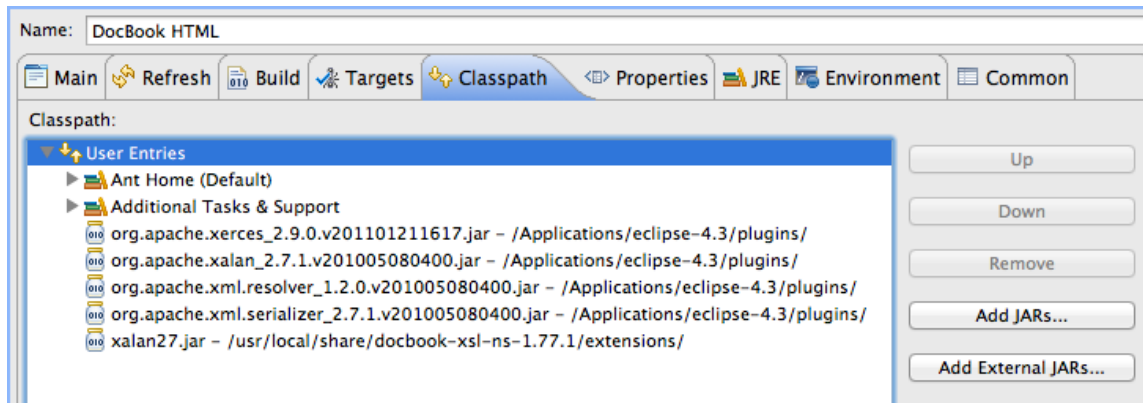 Name: DocBook HTML
Main Refresh Build Targets Classpath Properties JRE Environment Common
Classpath:
User Entries
Ant Home (Default)
Additional Tasks & Support
org.apache.xerces_2.9.0.v201101211617.jar – /Applications/eclipse-4.3/plugins/
org.apache.xalan_2.7.1.v201005080400.jar – /Applications/eclipse-4.3/plugins/
org.apache.xml.resolver_1.2.0.v201005080400.jar – /Applications/eclipse-4.3/plugins/
org.apache.xml.serializer_2.7.1.v201005080400.jar – /Applications/eclipse-4.3/plugins/
xalan27.jar – /usr/local/share/docbook-xsl-ns-1.77.1/extensions/
Up
Down
Remove
Add JARs...
Add External JARs...